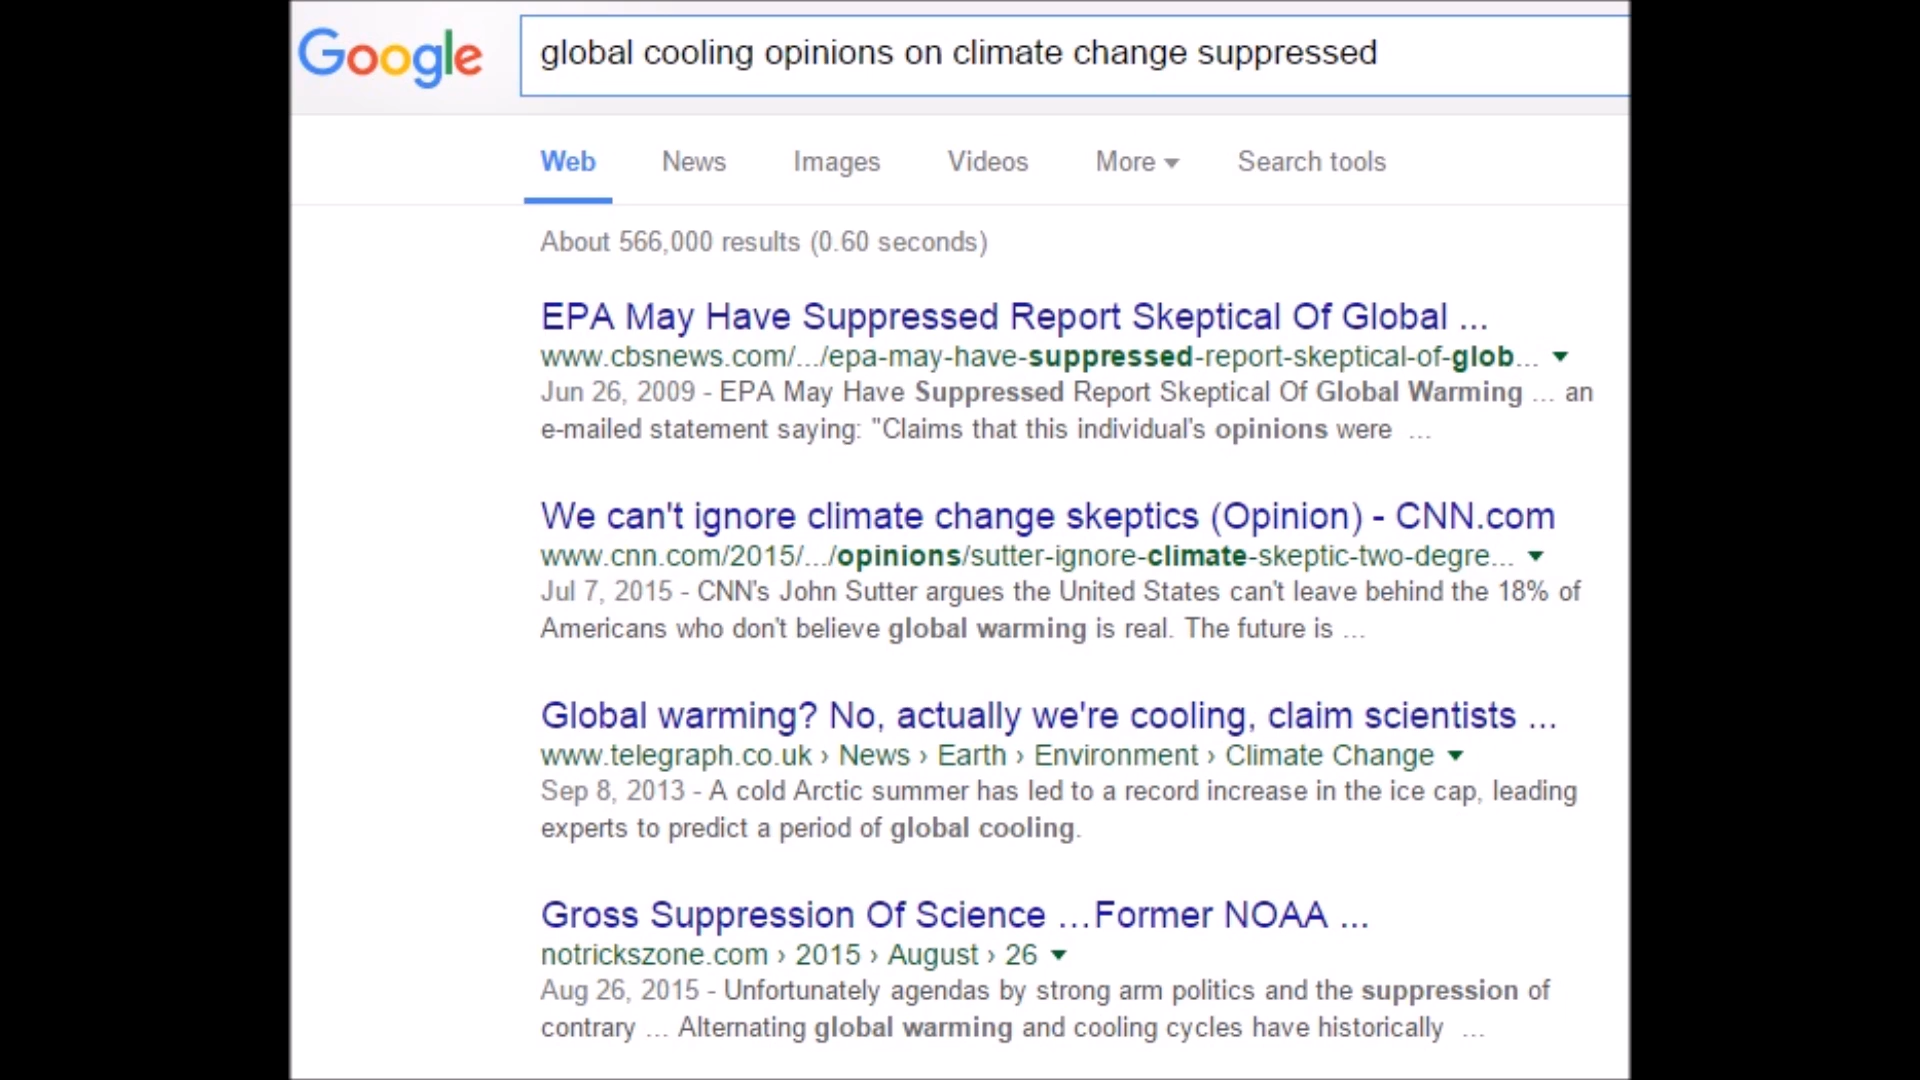 Google
global cooling opinions on climate change suppressed
Web News Images Videos More Search tools
About 566,000 results (0.60 seconds)
EPA May Have Suppressed Report Skeptical Of Global ...
www.cbsnews.com/.../epa-may-have-suppressed-report-skeptical-of-glob...
Jun 26, 2009 - EPA May Have Suppressed Report Skeptical Of Global Warming ... an
e-mailed statement saying: "Claims that this individual's opinions were ...
We can't ignore climate change skeptics (Opinion) - CNN.com
www.cnn.com/2015/.../opinions/sutter-ignore-climate-skeptic-two-degre...
Jul 7, 2015 - CNN's John Sutter argues the United States can't leave behind the 18% of
Americans who don't believe global warming is real. The future is ...
Global warming? No, actually we're cooling, claim scientists ...
www.telegraph.co.uk › News › Earth › Environment › Climate Change
Sep 8, 2013 - A cold Arctic summer has led to a record increase in the ice cap, leading
experts to predict a period of global cooling.
Gross Suppression Of Science ...Former NOAA ...
notrickszone.com › 2015 › August › 26
Aug 26, 2015 - Unfortunately agendas by strong arm politics and the suppression of
contrary ... Alternating global warming and cooling cycles have historically ...